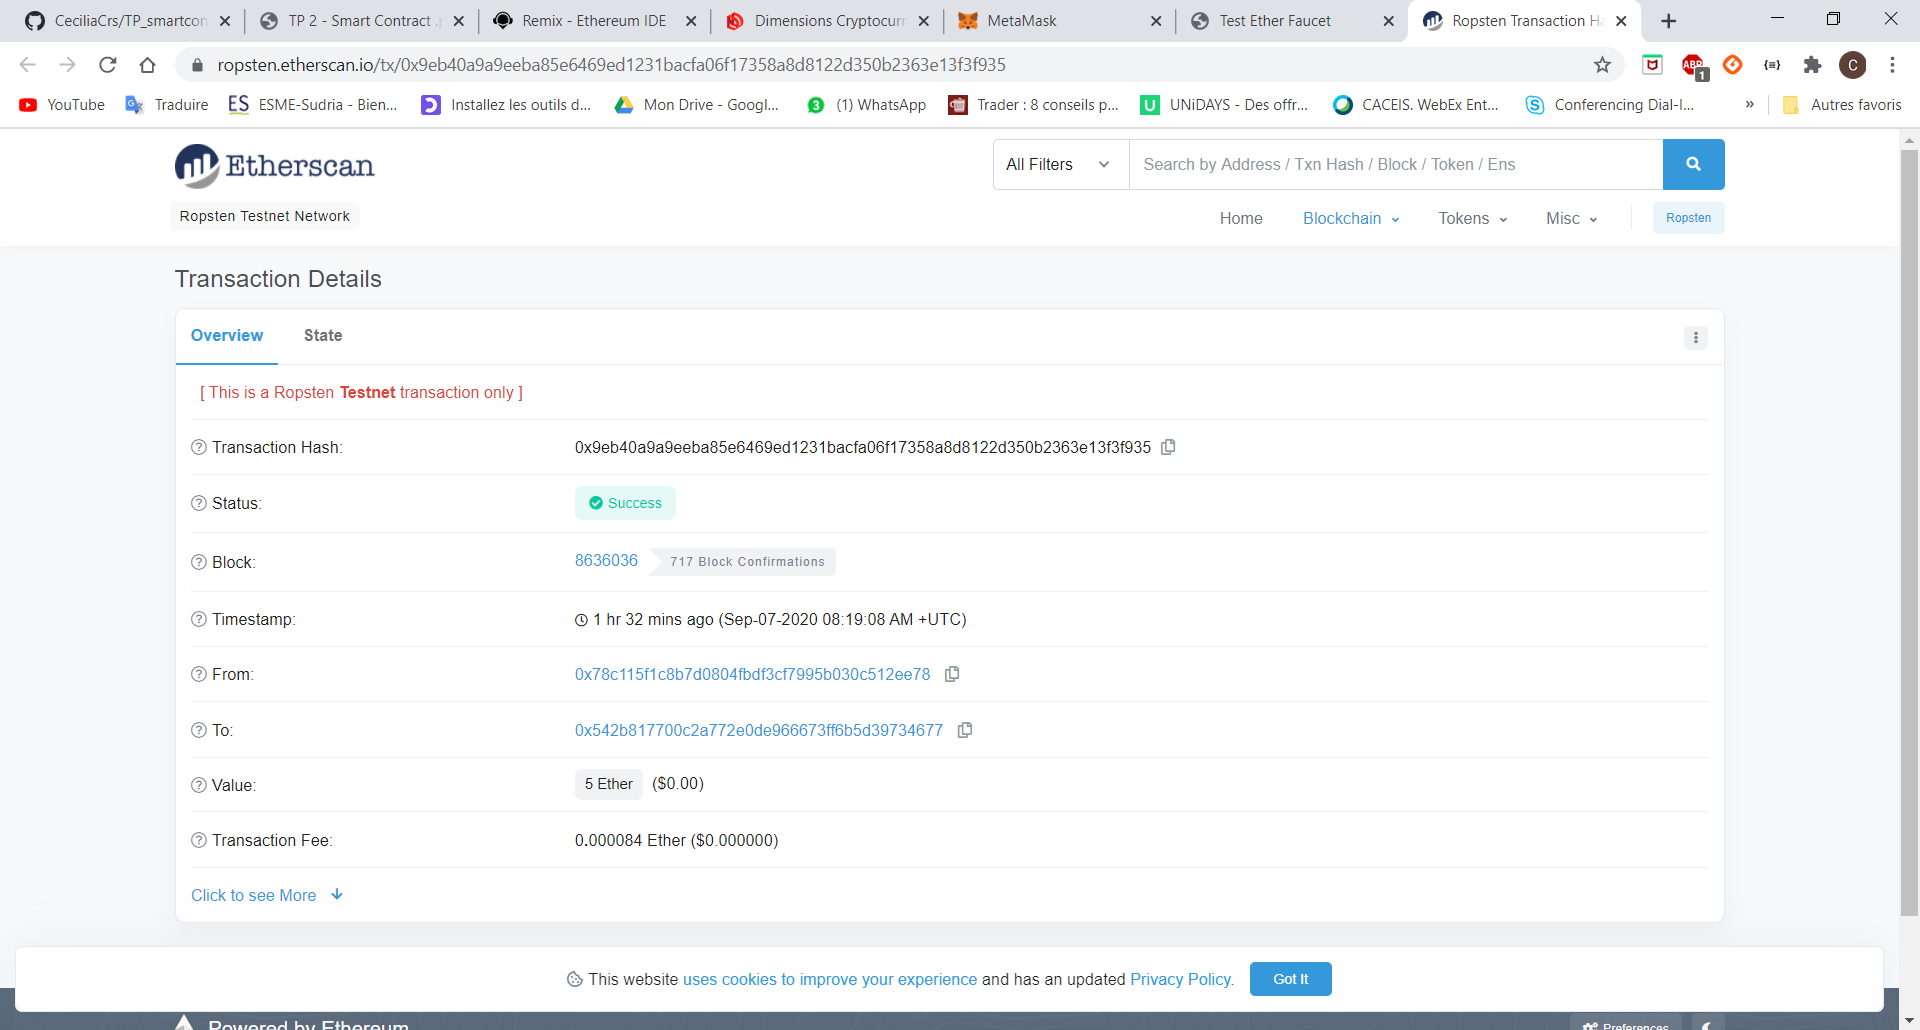 CeciliaCrs/TP_smartcon
TP 2 - Smart Contract .p
Remix - Ethereum IDE
Dimensions Cryptocurr
MetaMask
Test Ether Faucet
Ropsten Transaction Ha
ropsten.etherscan.io/tx/0x9eb40a9a9eeba85e6469ed1231bacfa06f17358a8d8122d350b2363e13f3f935
ABP
1
C
YouTube
Traduire
ES ESME-Sudria - Bien...
Installez les outils d...
Mon Drive - Googl...
3 (1) WhatsApp
Trader : 8 conseils p...
U UNiDAYS - Des offr...
CACEIS. WebEx Ent...
Conferencing Dial-I...
»
Autres favoris
Etherscan
All Filters
Search by Address / Txn Hash / Block / Token / Ens
Ropsten Testnet Network
Home
Blockchain
Tokens
Misc
Ropsten
Transaction Details
Overview
State
[ This is a Ropsten Testnet transaction only ]
Transaction Hash: 0x9eb40a9a9eeba85e6469ed1231bacfa06f17358a8d8122d350b2363e13f3f935
Status: Success
Block: 8636036 717 Block Confirmations
Timestamp: 1 hr 32 mins ago (Sep-07-2020 08:19:08 AM +UTC)
From: 0x78c115f1c8b7d0804fbdf3cf7995b030c512ee78
To: 0x542b817700c2a772e0de966673ff6b5d39734677
Value: 5 Ether ($0.00)
Transaction Fee: 0.000084 Ether ($0.000000)
Click to see More
This website uses cookies to improve your experience and has an updated Privacy Policy.
Got It
Powered by Ethereum
Preferences